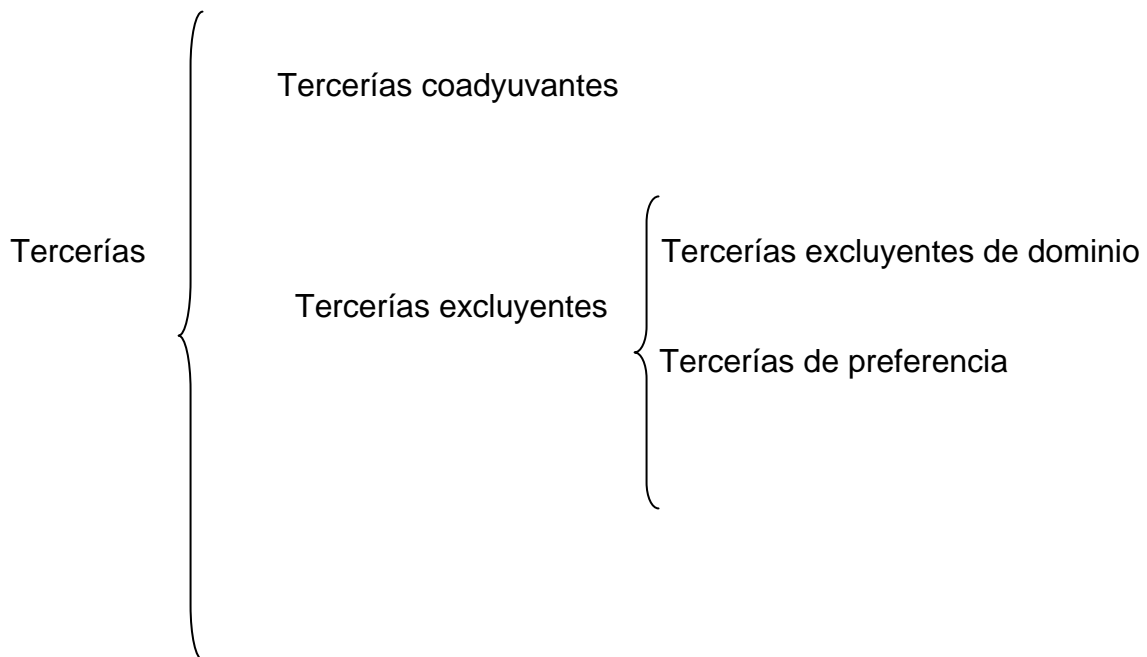 Tercerías
Tercerías coadyuvantes
Tercerías excluyentes
Tercerías excluyentes de dominio
Tercerías de preferencia